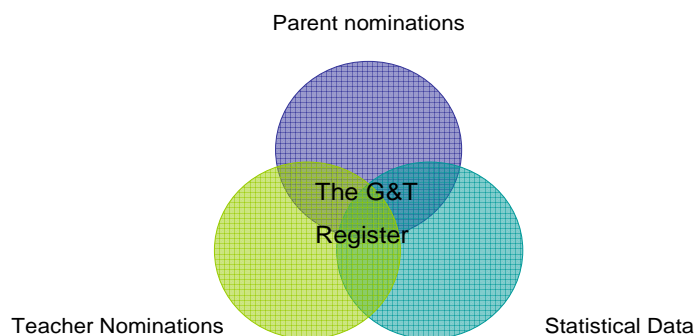 Parent nominations
The G&T
Register
Teacher Nominations
Statistical Data